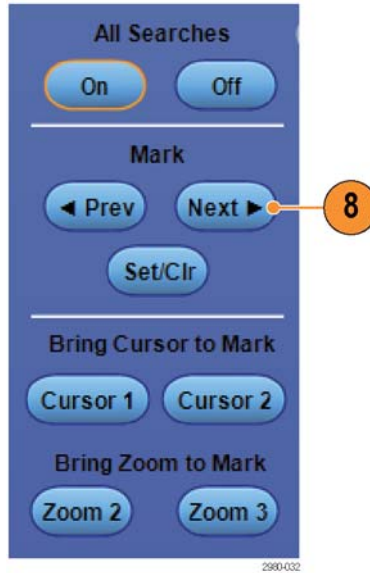 All Searches
On Off
Mark
◄ Prev Next ► 8
Set/Clr
Bring Cursor to Mark
Cursor 1 Cursor 2
Bring Zoom to Mark
Zoom 2 Zoom 3
2980-032